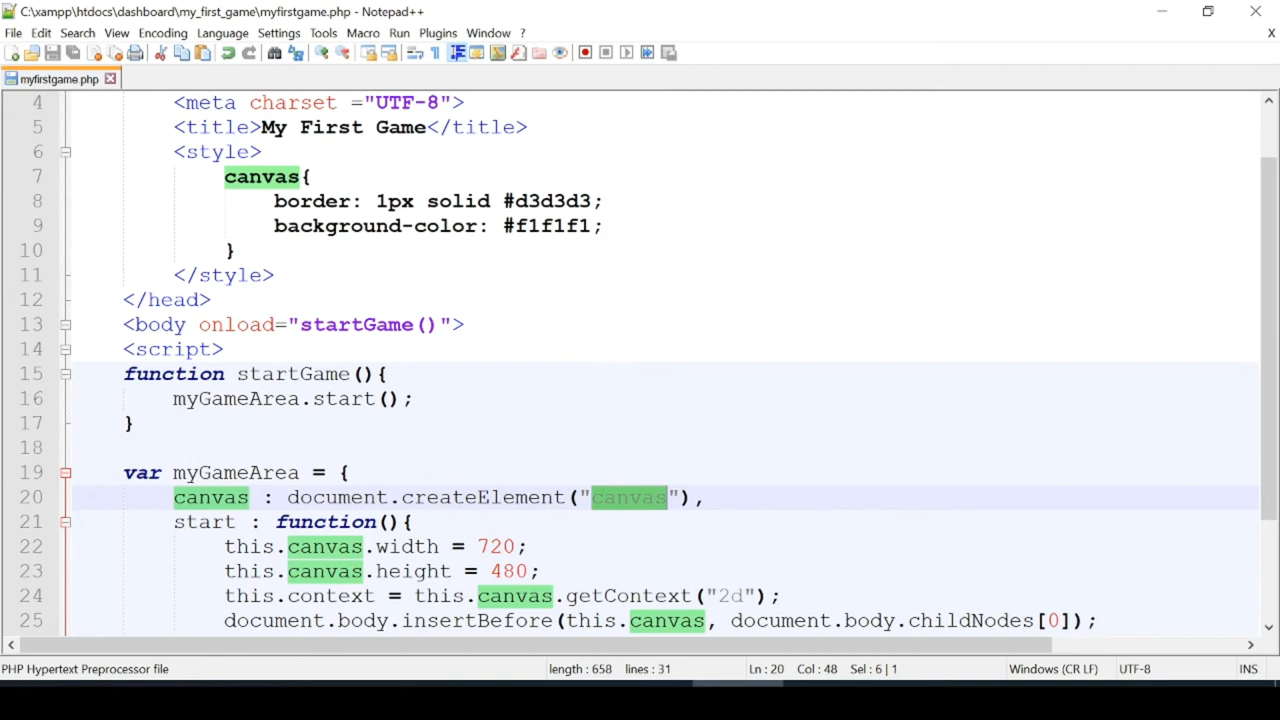 C:\xampp\htdocs\dashboard\my_first_game\myfirstgame.php - Notepad++
File Edit Search View Encoding Language Settings Tools Macro Run Plugins Window ? X
myfirstgame.php
4 <meta charset ="UTF-8">
5 <title>My First Game</title>
6 <style>
7 canvas{
8 border: 1px solid #d3d3d3;
9 background-color: #f1f1f1;
10 }
11 </style>
12 </head>
13 <body onload="startGame()">
14 <script>
15 function startGame(){
16 myGameArea.start();
17 }
18
19 var myGameArea = {
20 canvas : document.createElement("canvas"),
21 start : function(){
22 this.canvas.width = 720;
23 this.canvas.height = 480;
24 this.context = this.canvas.getContext("2d");
25 document.body.insertBefore(this.canvas, document.body.childNodes[0]);
PHP Hypertext Preprocessor file length : 658 lines : 31 Ln : 20 Col : 48 Sel : 6 | 1 Windows (CR LF) UTF-8 INS